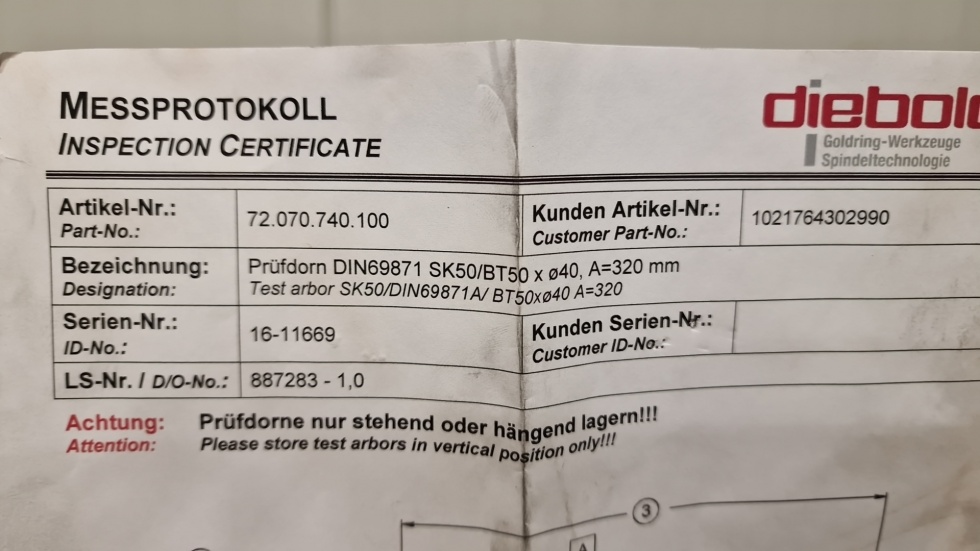 MESSPROTOKOLL
INSPECTION CERTIFICATE
diebold
Goldring-Werkzeuge
Spindeltechnologie
Artikel-Nr.: 72.070.740.100 Kunden Artikel-Nr.: 1021764302990
Part-No.: Customer Part-No.:
Bezeichnung: Prüfdorn DIN69871 SK50/BT50 x ø40, A=320 mm
Designation: Test arbor SK50/DIN69871A/ BT50xø40 A=320
Serien-Nr.: 16-11669 Kunden Serien-Nr.:
ID-No.: Customer ID-No.:
LS-Nr. / D/O-No.: 887283 - 1,0
Achtung: Prüfdorne nur stehend oder hängend lagern!!!
Attention: Please store test arbors in vertical position only!!!
3
A